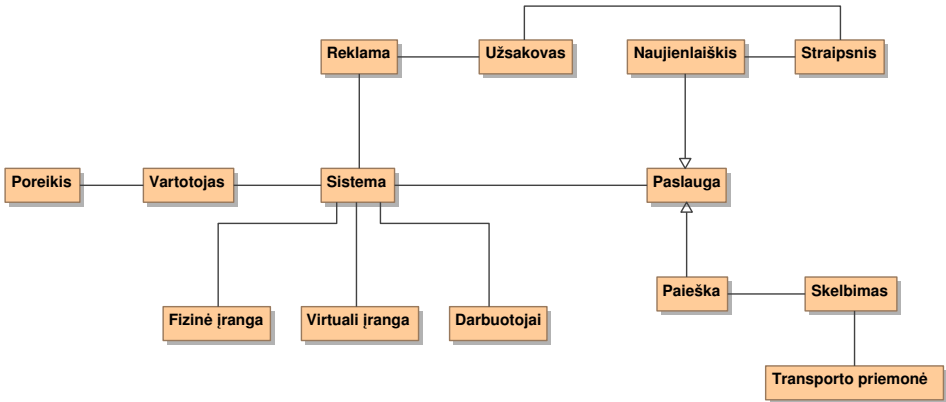 Reklama
Užsakovas
Naujienlaiškis
Straipsnis
Poreikis
Vartotojas
Sistema
Paslauga
Paieška
Skelbimas
Fizinė įranga
Virtuali įranga
Darbuotojai
Transporto priemonė